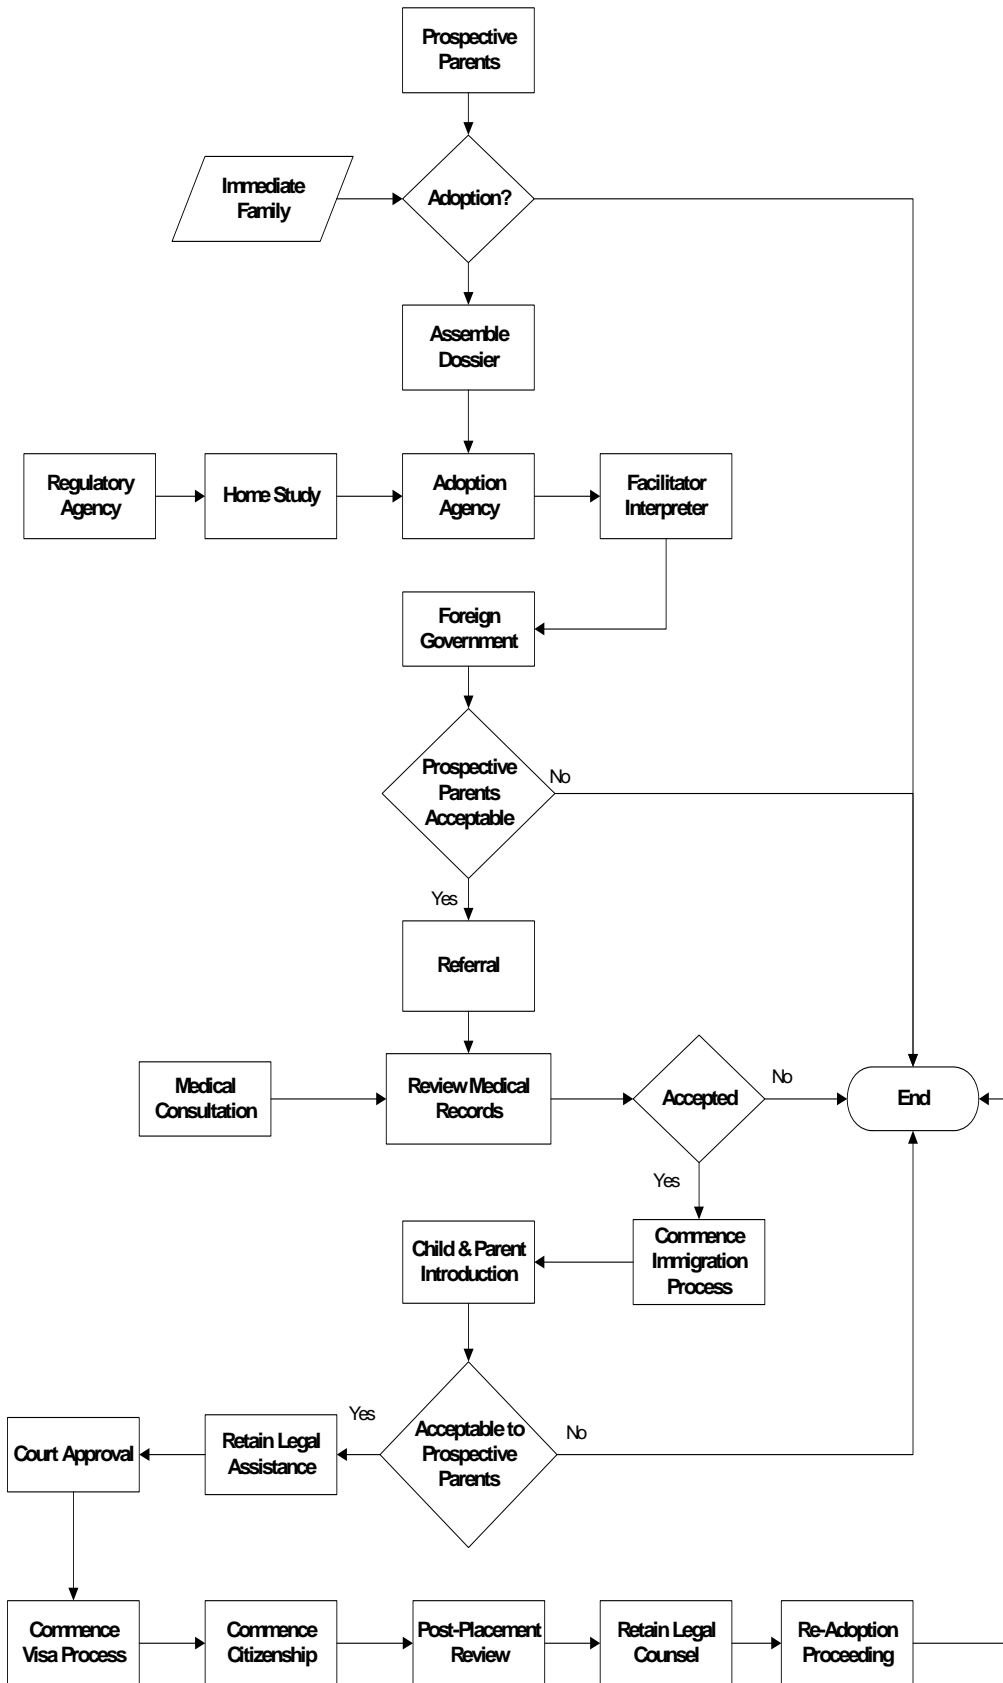 Prospective
Parents
Immediate
Family
Adoption?
Assemble
Dossier
Regulatory
Agency
Home Study
Adoption
Agency
Facilitator
Interpreter
Foreign
Government
Prospective
Parents
Acceptable
No
Yes
Referral
Medical
Consultation
Review Medical
Records
Accepted
No
End
Yes
Child & Parent
Introduction
Commence
Immigration
Process
Court Approval
Retain Legal
Assistance
Yes
Acceptable to
Prospective
Parents
No
Commence
Visa Process
Commence
Citizenship
Post-Placement
Review
Retain Legal
Counsel
Re-Adoption
Proceeding